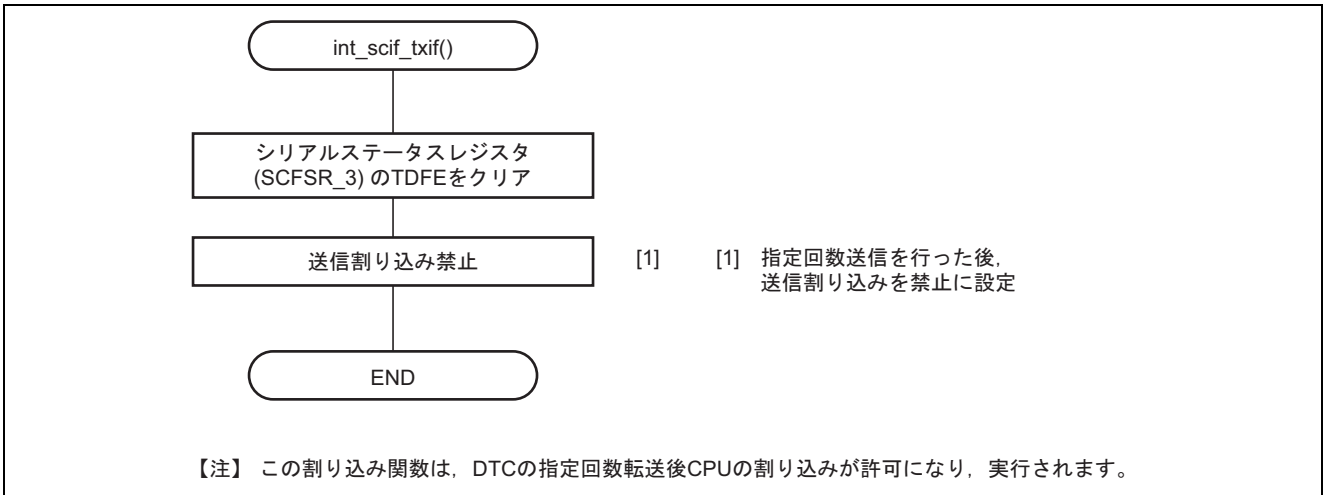 int_scif_txif()
シリアルステータスレジスタ
(SCFSR_3) のTDFEをクリア
送信割り込み禁止 [1] [1] 指定回数送信を行った後,
送信割り込みを禁止に設定
END
【注】 この割り込み関数は，DTCの指定回数転送後CPUの割り込みが許可になり，実行されます。